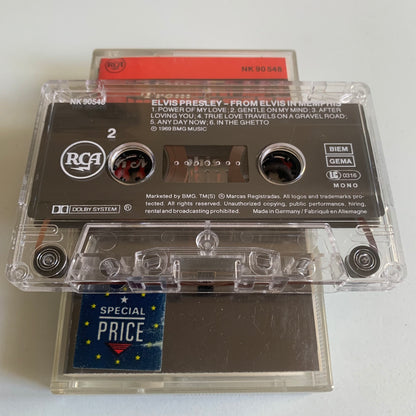 RCA
NK 90548
From
NK 90548
ELVIS PRESLEY – FROM ELVIS IN MEMPHIS
1. POWER OF MY LOVE; 2. GENTLE ON MY MIND; 3. AFTER
LOVING YOU; 4. TRUE LOVE TRAVELS ON A GRAVEL ROAD;
5. ANY DAY NOW; 6. IN THE GHETTO
℗ 1969 BMG MUSIC
2
RCA
BIEM
GEMA
0316
MONO
DOLBY SYSTEM ®
Marketed by BMG. TM(S) ® Marcas Registradas. All logos and trademarks pro-
tected. All rights reserved. Unauthorized copying, public performance, hiring,
rental and broadcasting prohibited. Made in Germany / Fabriqué en Allemagne
SPECIAL
PRICE